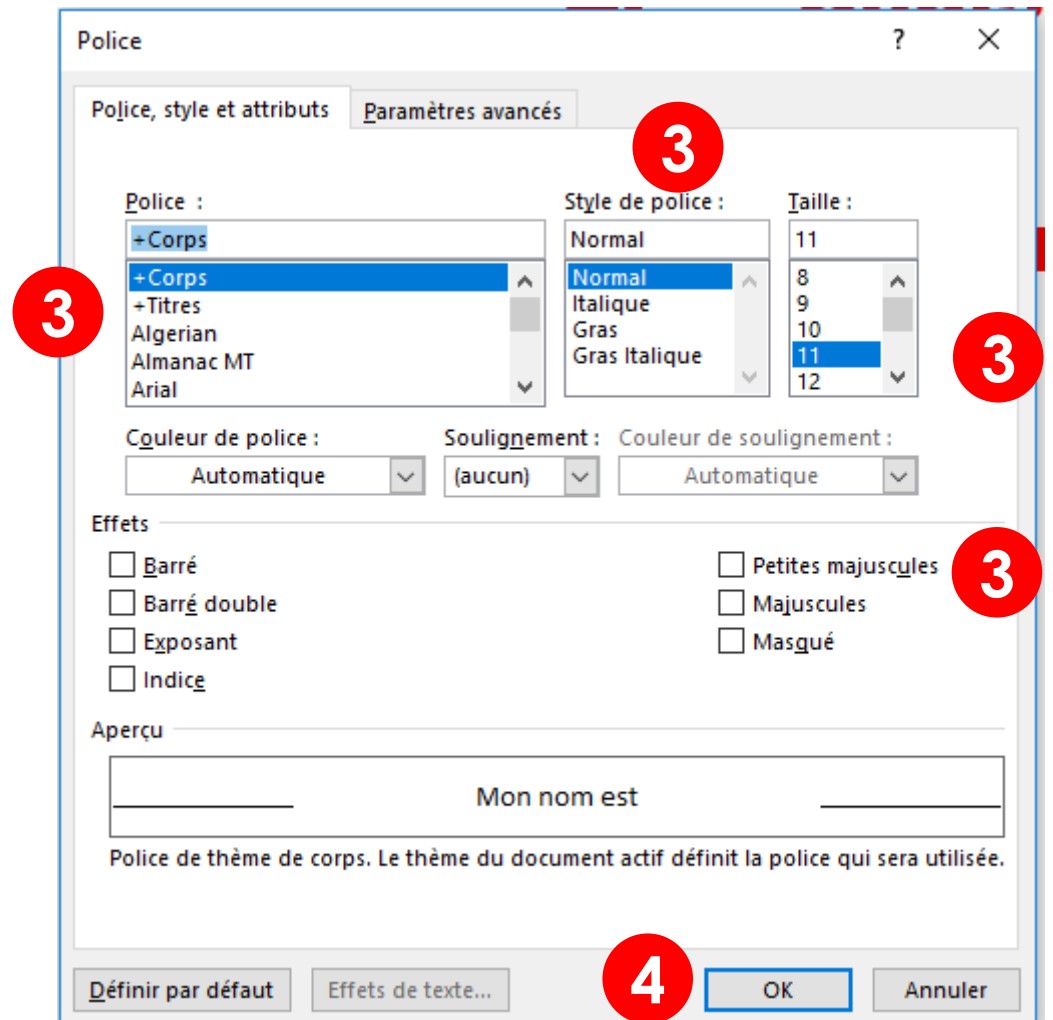 Police ?
Police, style et attributs Paramètres avancés
3
Police : Style de police : Taille :
+Corps Normal 11
+Corps Normal 8
+Titres Italique 9
3
Algerian Gras 10
Almanac MT Gras Italique 11
3
Arial 12
Couleur de police : Soulignement : Couleur de soulignement :
Automatique (aucun) Automatique
Effets
Barré Petites majuscules
3
Barré double Majuscules
Exposant Masqué
Indice
Aperçu
Mon nom est
Police de thème de corps. Le thème du document actif définit la police qui sera utilisée.
4
Définir par défaut Effets de texte... OK Annuler